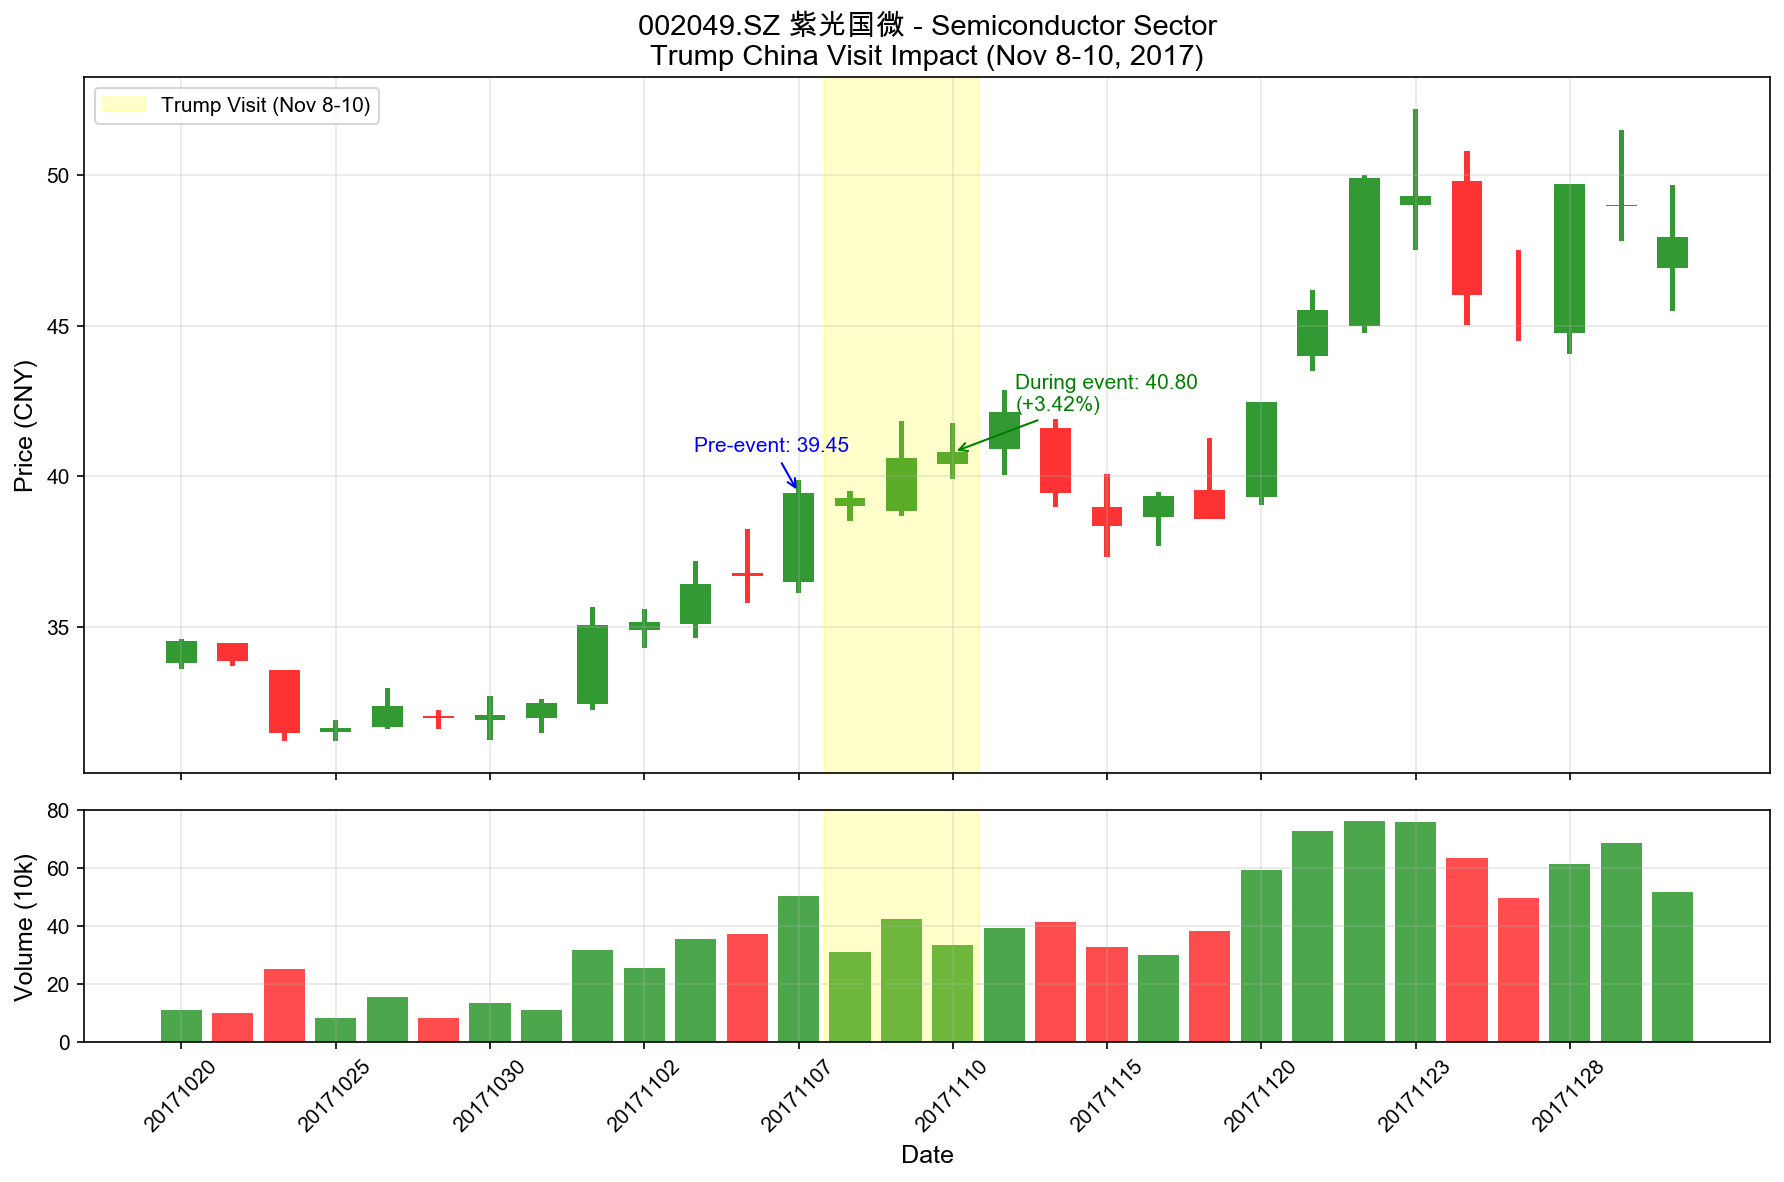 002049.SZ 紫光国微 - Semiconductor Sector
Trump China Visit Impact (Nov 8-10, 2017)
Trump Visit (Nov 8-10)
Price (CNY)
50
45
40
35
During event: 40.80
(+3.42%)
Pre-event: 39.45
Volume (10k)
80
60
40
20
0
20171020
20171025
20171030
20171102
20171107
20171110
20171115
20171120
20171123
20171128
Date